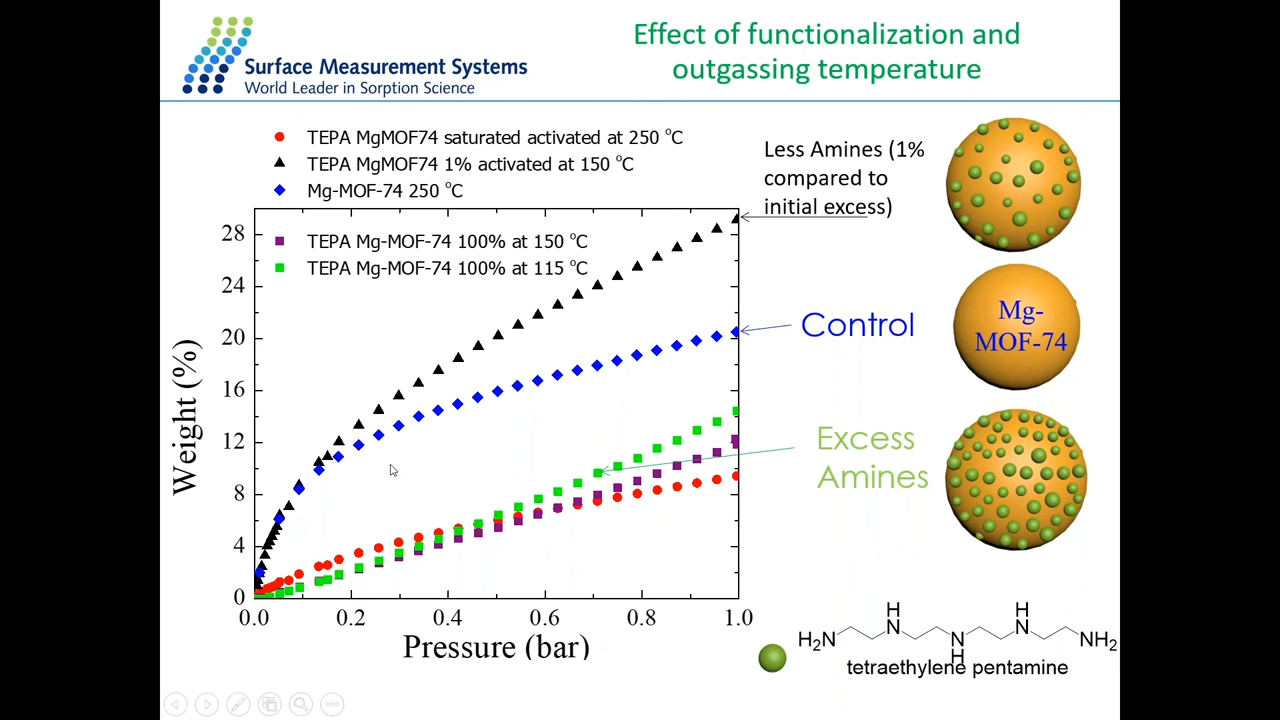 Surface Measurement Systems
World Leader in Sorption Science
Effect of functionalization and
outgassing temperature
TEPA MgMOF74 saturated activated at 250 °C
TEPA MgMOF74 1% activated at 150 °C
Mg-MOF-74 250 °C
TEPA Mg-MOF-74 100% at 150 °C
TEPA Mg-MOF-74 100% at 115 °C
Less Amines (1%
compared to
initial excess)
Control
Mg-
MOF-74
Excess
Amines
Weight (%)
28
24
20
16
12
8
4
0
0.0 0.2 0.4 0.6 0.8 1.0
Pressure (bar)
H H
H2N N N N NH2
H
tetraethylene pentamine